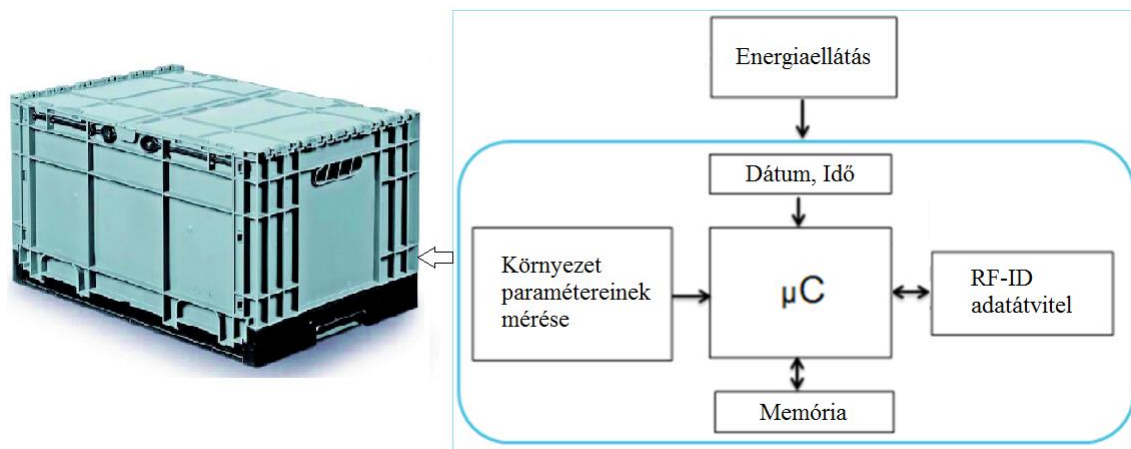 Energiaellátás
Dátum, Idő
Környezet
paramétereinek
mérése
µC
RF-ID
adatátvitel
Memória